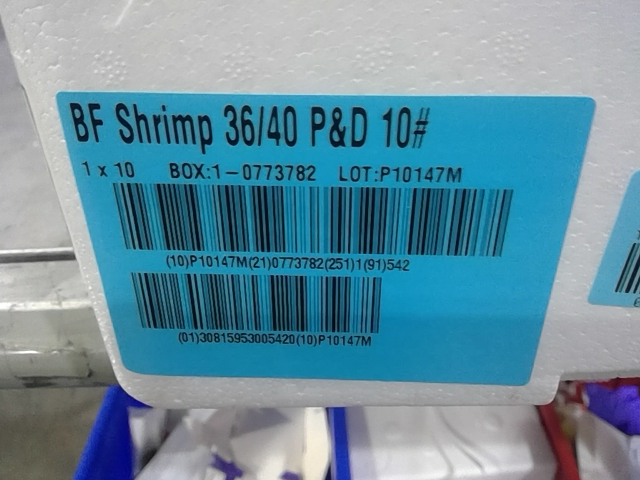 BF Shrimp 36/40 P&D 10#
1 x 10 BOX:1-0773782 LOT:P10147M
(10)P10147M(21)0773782(251)1(91)542
(01)30815953005420(10)P10147M